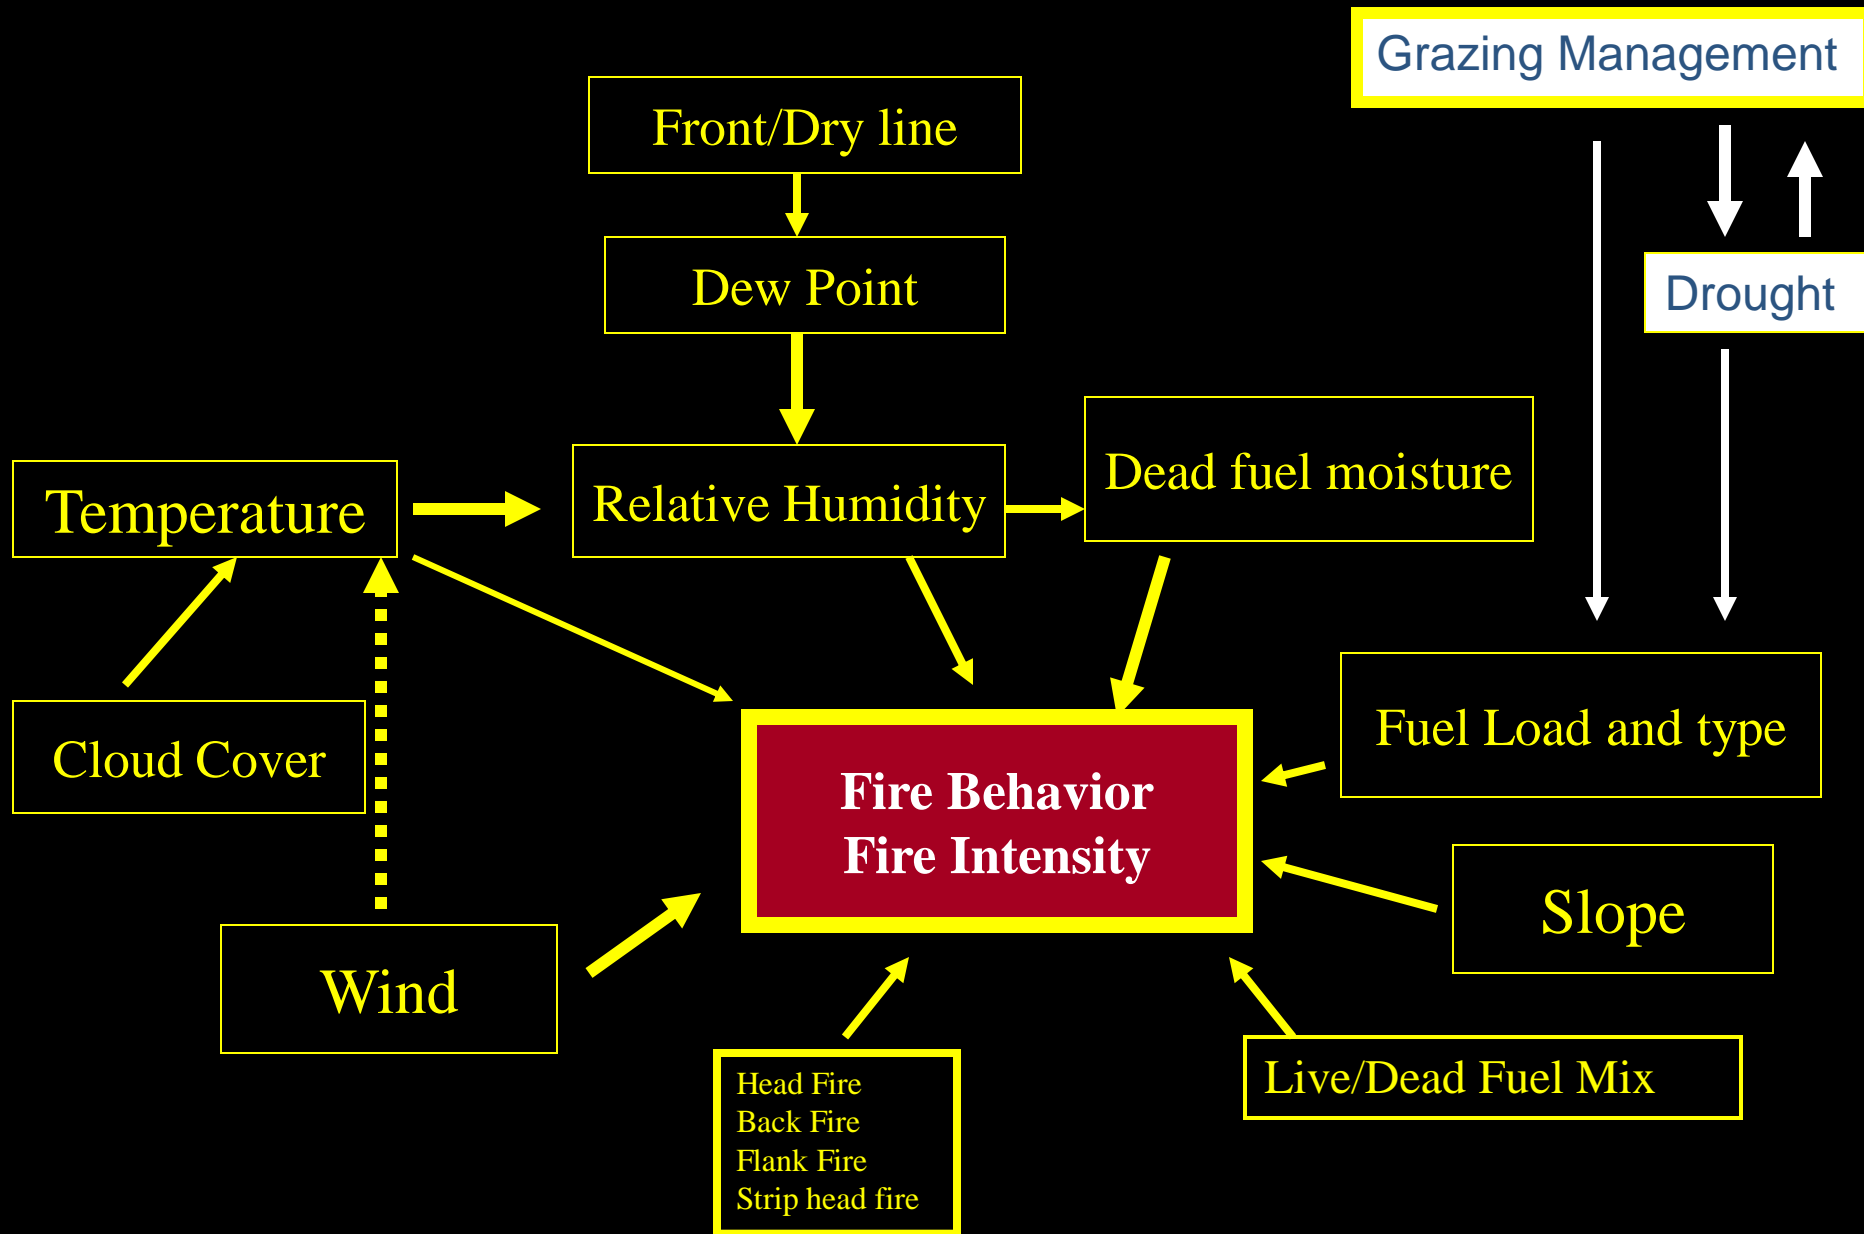 Grazing Management
Front/Dry line
Dew Point
Drought
Dead fuel moisture
Temperature
Relative Humidity
Cloud Cover
Fuel Load and type
Fire Behavior
Fire Intensity
Slope
Wind
Head Fire
Back Fire
Flank Fire
Strip head fire
Live/Dead Fuel Mix